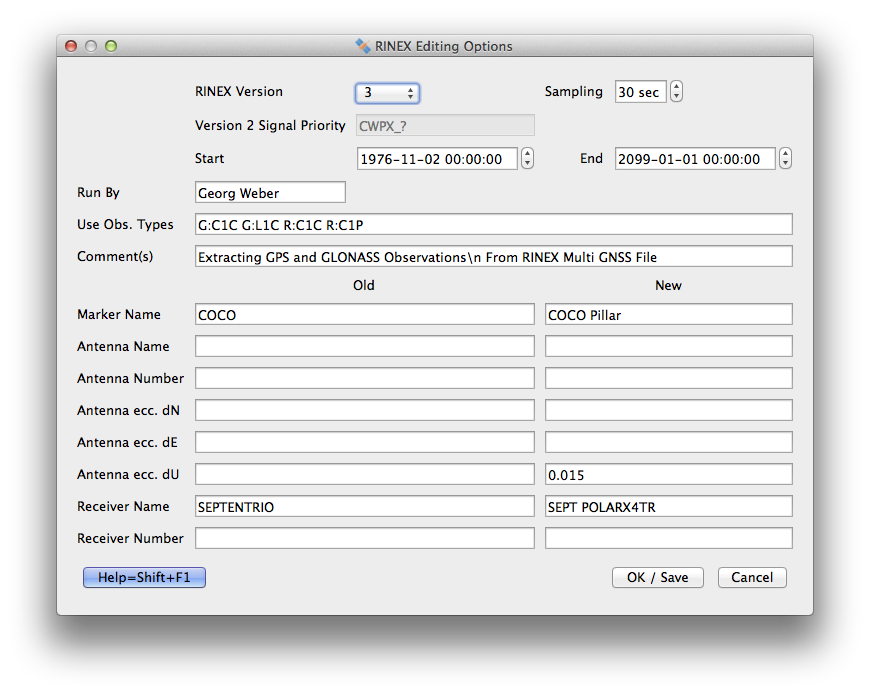 RINEX Editing Options
RINEX Version 3 Sampling 30 sec
Version 2 Signal Priority CWPX_?
Start 1976-11-02 00:00:00 End 2099-01-01 00:00:00
Run By Georg Weber
Use Obs. Types G:C1C G:L1C R:C1C R:C1P
Comment(s) Extracting GPS and GLONASS Observations\n From RINEX Multi GNSS File
Old New
Marker Name COCO COCO Pillar
Antenna Name
Antenna Number
Antenna ecc. dN
Antenna ecc. dE
Antenna ecc. dU 0.015
Receiver Name SEPTENTRIO SEPT POLARX4TR
Receiver Number
Help=Shift+F1 OK / Save Cancel